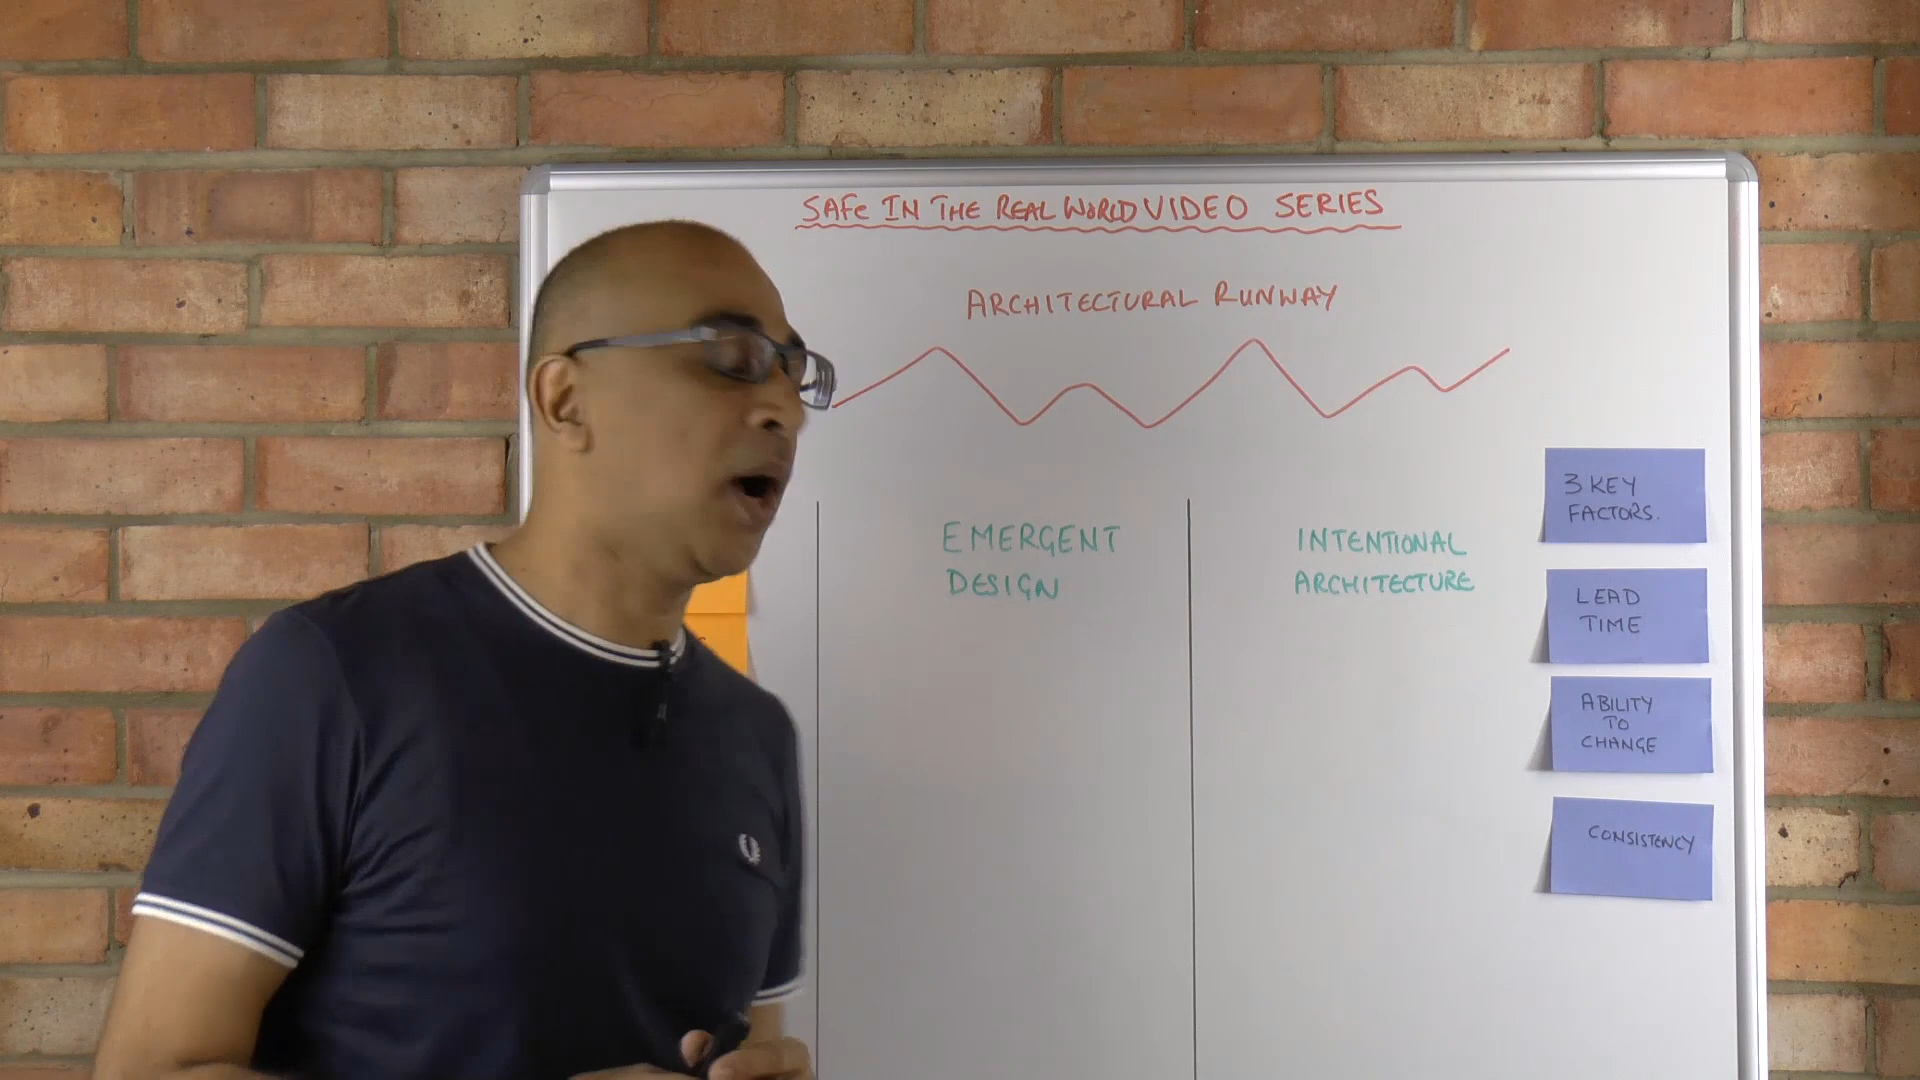 SAFe IN THE REAL WORLD VIDEO SERIES
ARCHITECTURAL RUNWAY
EMERGENT
DESIGN
INTENTIONAL
ARCHITECTURE
3 KEY
FACTORS.
LEAD
TIME
ABILITY
TO
CHANGE
CONSISTENCY